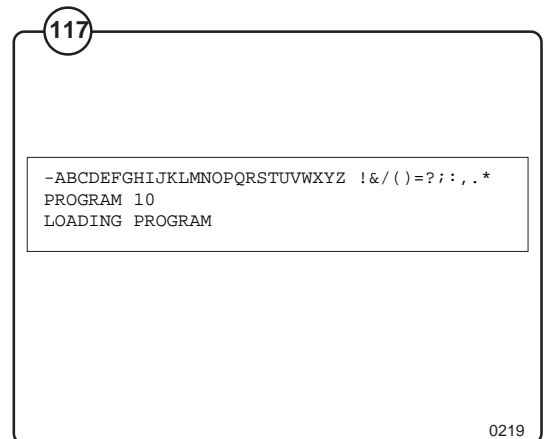 117
-ABCDEFGHIJKLMNOPQRSTUVWXYZ !&/()=?;:,.*
PROGRAM 10
LOADING PROGRAM
0219